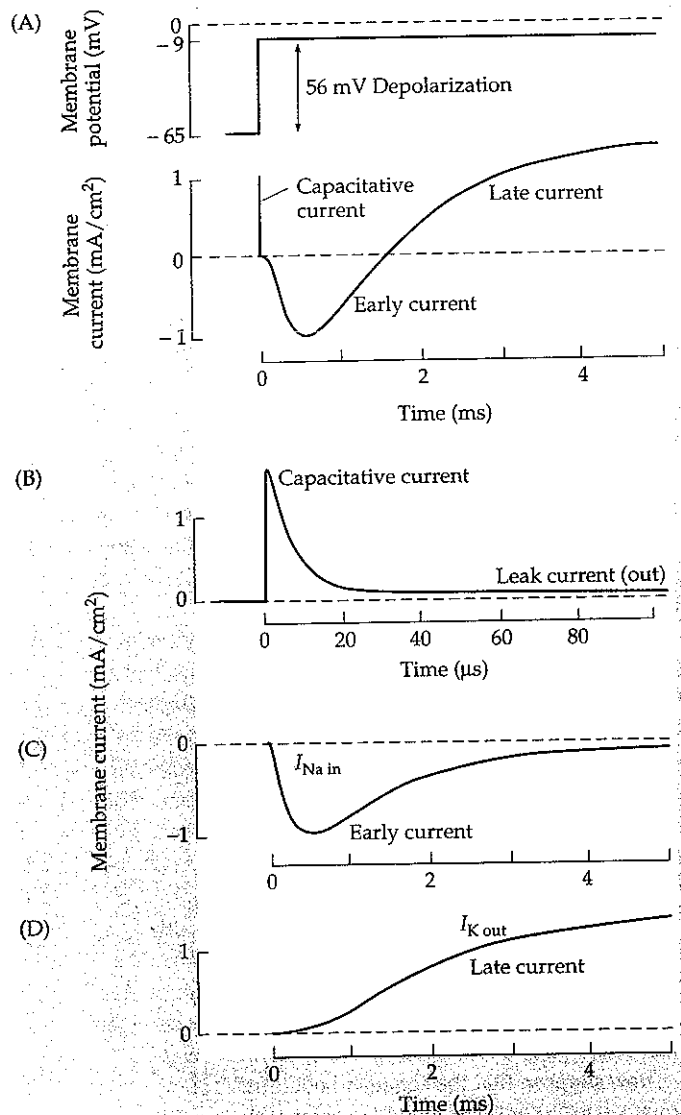 (A)
Membrane potential (mV)
0
−9
−65
56 mV Depolarization
Membrane current (mA/cm²)
1
0
−1
Capacitative current
Late current
Early current
0 2 4
Time (ms)
(B)
Membrane current (mA/cm²)
Capacitative current
1
0
Leak current (out)
0 20 40 60 80
Time (μs)
(C)
0
−1
I Na in
Early current
0 2 4
(D)
1
0
I K out
Late current
0 2 4
Time (ms)